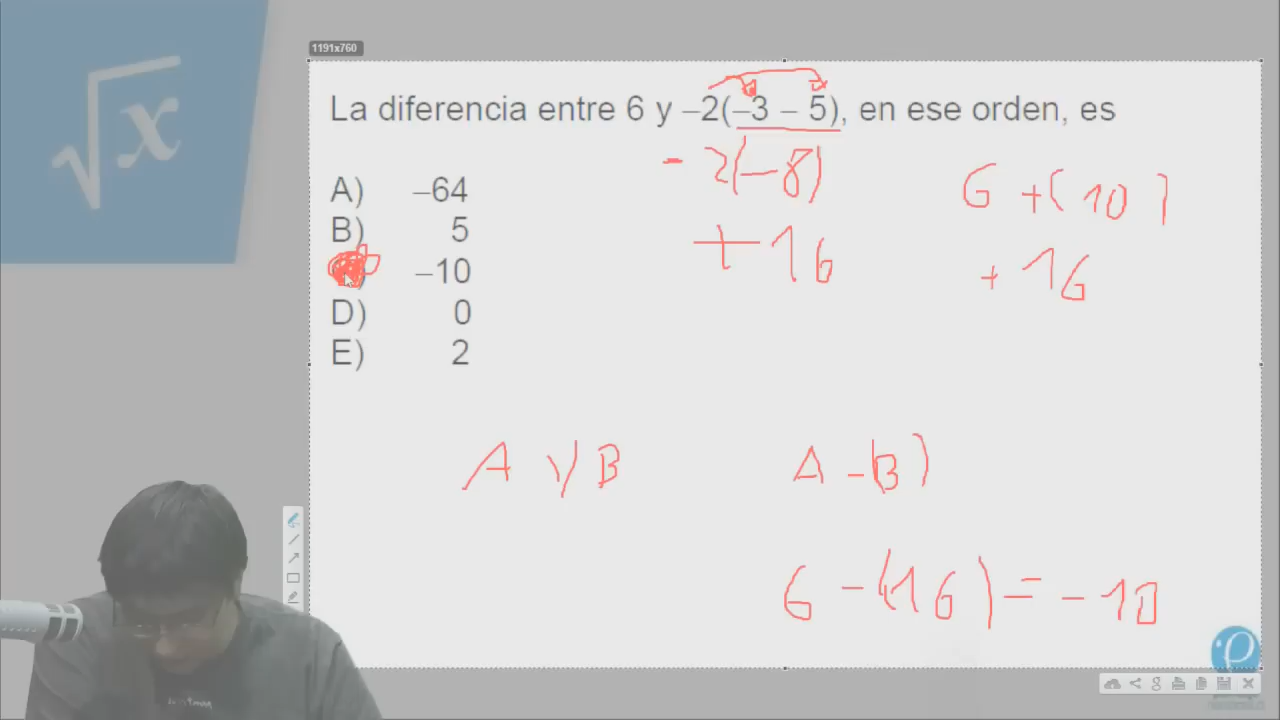 1191x760
La diferencia entre 6 y –2(–3 – 5), en ese orden, es
- 2(-8)
+ 16
6 + (10)
+ 16
A) –64
B) 5
–10
D) 0
E) 2
A y B
A - (B)
6 - (+16) = - 10